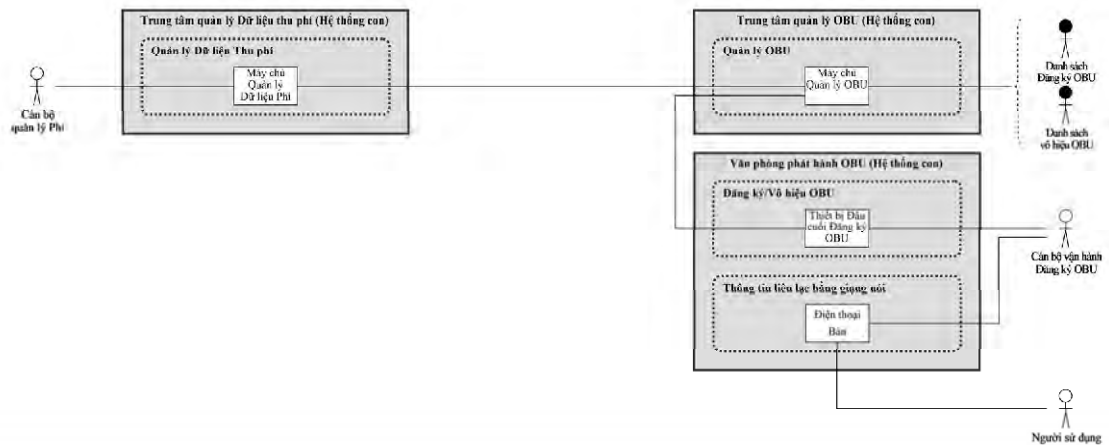 Trung tâm quản lý Dữ liệu thu phí (Hệ thống con)
Quản lý Dữ liệu Thu phí
Máy chủ
Quản lý
Dữ liệu Phí
Cán bộ
quản lý Phí
Trung tâm quản lý OBU (Hệ thống con)
Quản lý OBU
Máy chủ
Quản lý OBU
Danh sách
Đăng ký OBU
Danh sách
vô hiệu OBU
Văn phòng phát hành OBU (Hệ thống con)
Đăng ký/Vô hiệu OBU
Thiết bị Đầu
cuối Đăng ký
OBU
Cán bộ vận hành
Đăng ký OBU
Thông tin liên lạc bằng giọng nói
Điện thoại
Bàn
Người sử dụng